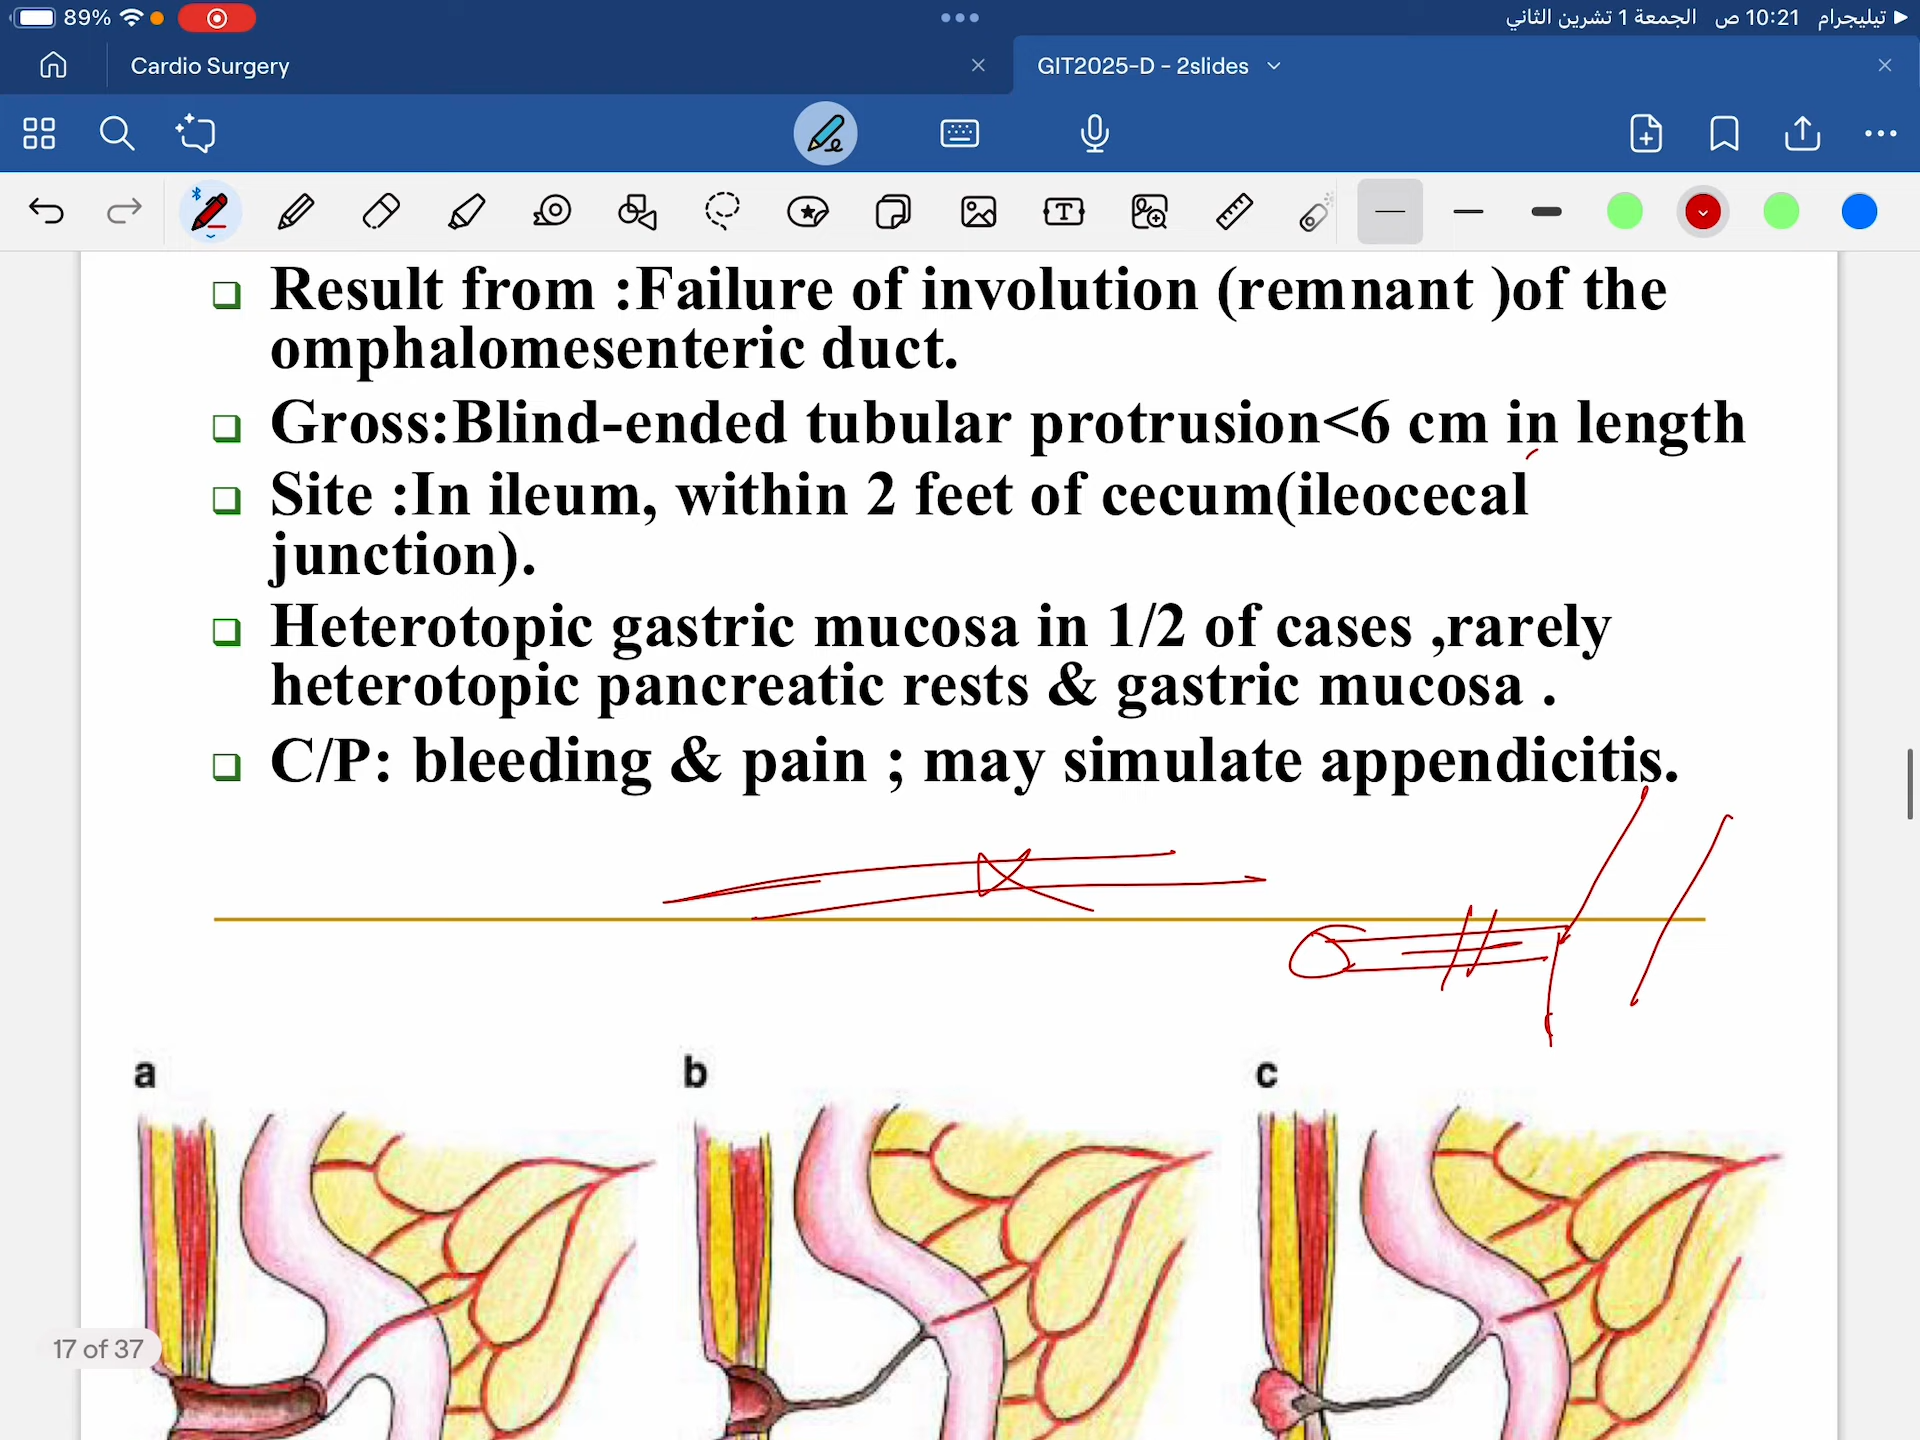 89%
تيليجرام 10:21 ص الجمعة 1 تشرين الثاني
Cardio Surgery
GIT2025-D - 2slides
Result from :Failure of involution (remnant )of the
omphalomesenteric duct.
Gross:Blind-ended tubular protrusion<6 cm in length
Site :In ileum, within 2 feet of cecum(ileocecal
junction).
Heterotopic gastric mucosa in 1/2 of cases ,rarely
heterotopic pancreatic rests & gastric mucosa .
C/P: bleeding & pain ; may simulate appendicitis.
a b c
17 of 37